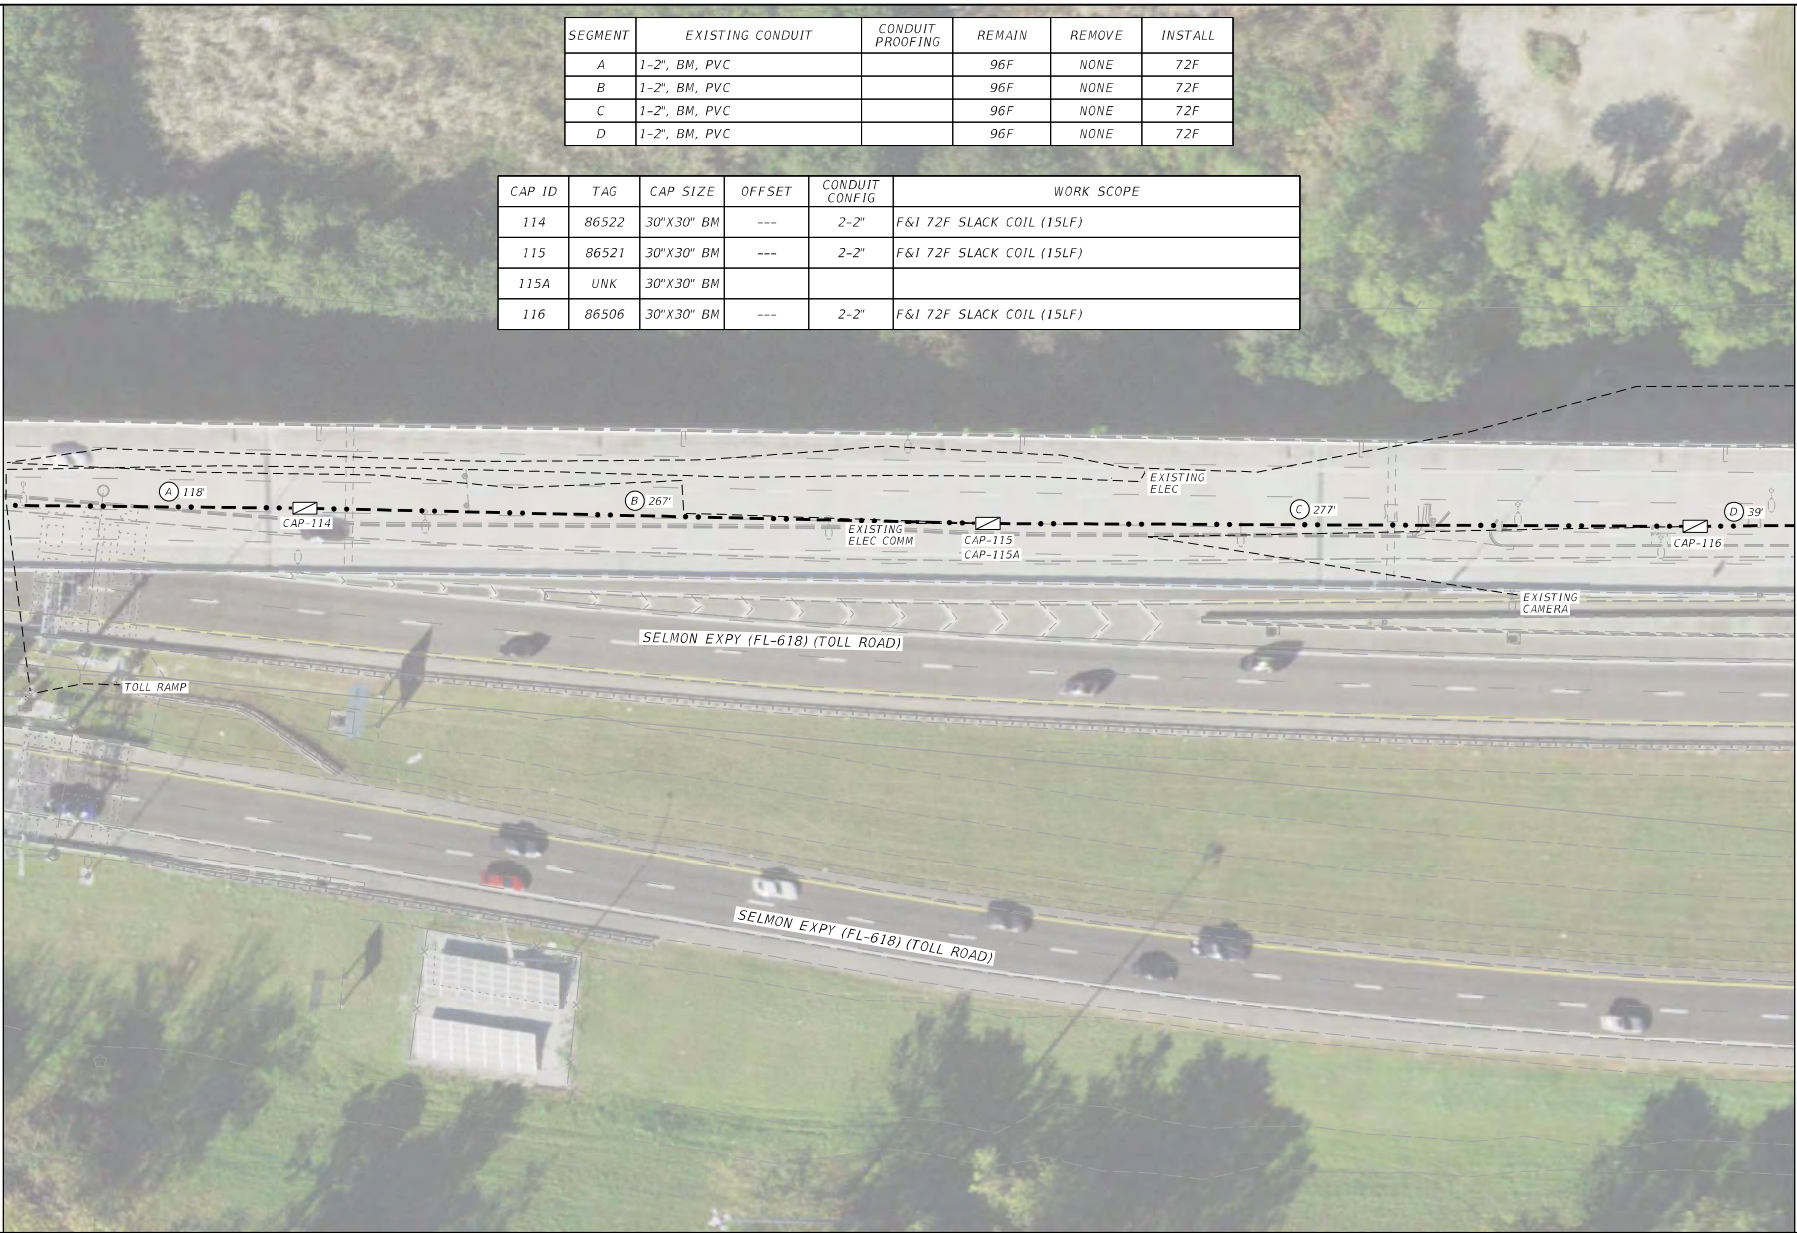 SEGMENT EXISTING CONDUIT CONDUIT PROOFING REMAIN REMOVE INSTALL
A 1-2", BM, PVC 96F NONE 72F
B 1-2", BM, PVC 96F NONE 72F
C 1-2", BM, PVC 96F NONE 72F
D 1-2", BM, PVC 96F NONE 72F
CAP ID TAG CAP SIZE OFFSET CONDUIT CONFIG WORK SCOPE
114 86522 30"X30" BM --- 2-2" F&I 72F SLACK COIL (15LF)
115 86521 30"X30" BM --- 2-2" F&I 72F SLACK COIL (15LF)
115A UNK 30"X30" BM
116 86506 30"X30" BM --- 2-2" F&I 72F SLACK COIL (15LF)
EXISTING
ELEC
A 118'
B 267'
C 277'
D 39'
CAP-114
EXISTING
ELEC COMM
CAP-115
CAP-115A
CAP-116
EXISTING
CAMERA
SELMON EXPY (FL-618) (TOLL ROAD)
TOLL RAMP
SELMON EXPY (FL-618) (TOLL ROAD)